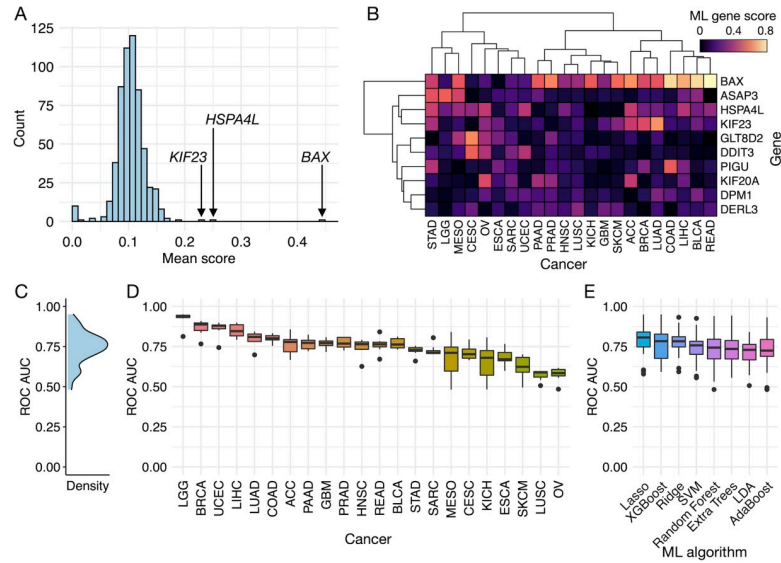 A
125
100
75
50
25
0
Count
0.0
0.1
0.2
0.3
0.4
Mean score
KIF23
HSPA4L
BAX
B
ML gene score
0
0.4
0.8
BAX
ASAP3
HSPA4L
KIF23
GLT8D2
DDIT3
PIGU
KIF20A
DPM1
DERL3
Gene
STAD
LGG
MESO
CESC
OV
ESCA
SARC
UCEC
PAAD
PRAD
HNSC
LUSC
KICH
GBM
SKCM
ACC
BRCA
LUAD
COAD
LIHC
BLCA
READ
Cancer
C
1.00
0.75
0.50
0.25
0.00
ROC AUC
Density
D
1.00
0.75
0.50
0.25
0.00
ROC AUC
LGG
BRCA
UCEC
LIHC
LUAD
COAD
ACC
PAAD
GBM
PRAD
HNSC
READ
BLCA
STAD
SARC
MESO
CESC
KICH
ESCA
SKCM
LUSC
OV
Cancer
E
1.00
0.75
0.50
0.25
0.00
ROC AUC
Lasso
XGBoost
Ridge
SVM
Random Forest
Extra Trees
LDA
AdaBoost
ML algorithm